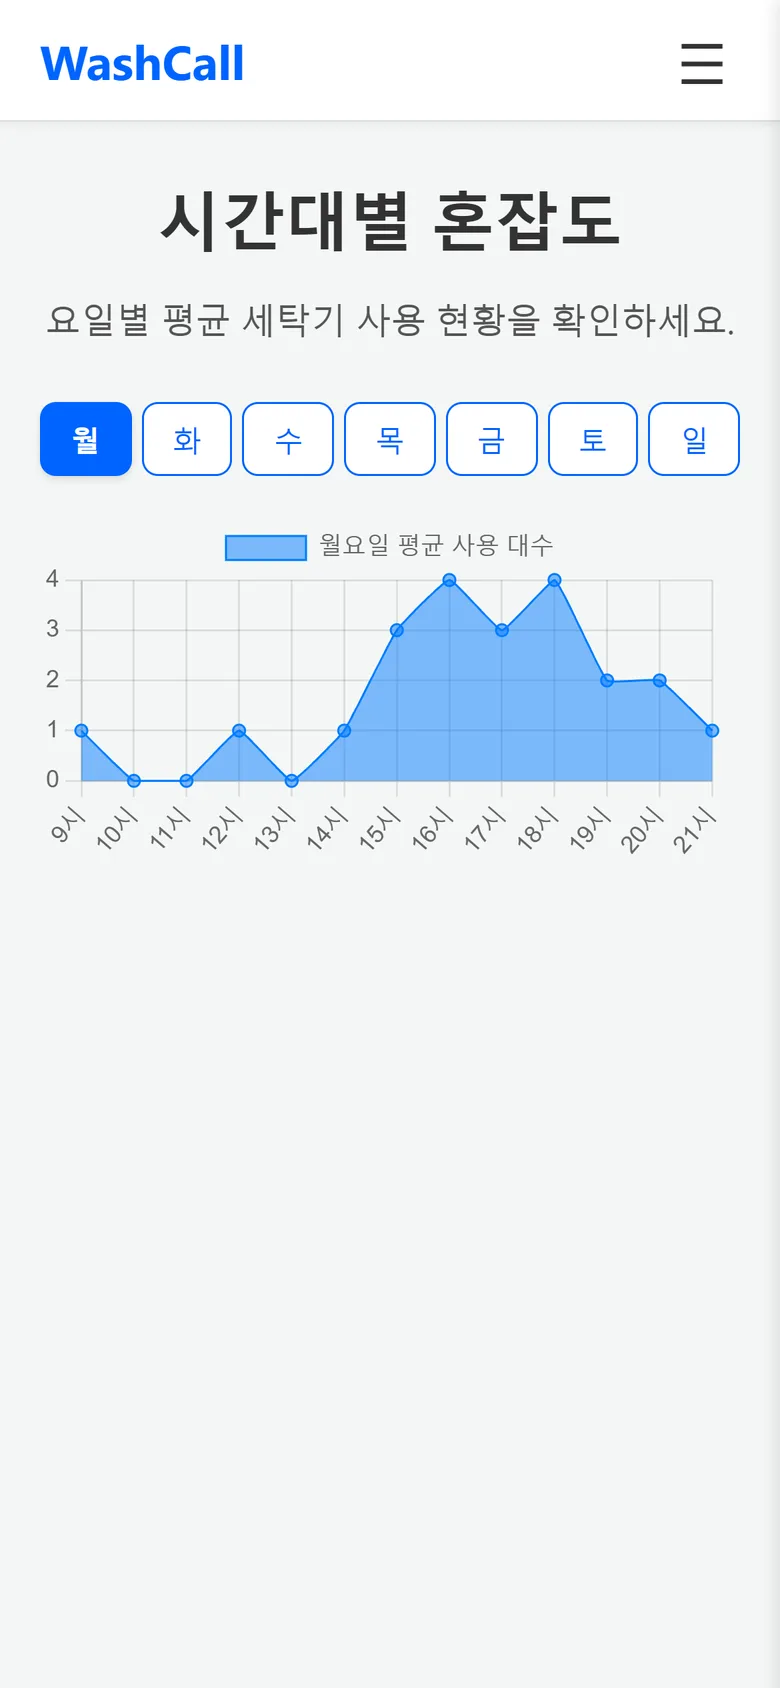 WashCall
시간대별 혼잡도
요일별 평균 세탁기 사용 현황을 확인하세요.
월 화 수 목 금 토 일
월요일 평균 사용 대수
4
3
2
1
0
9시 10시 11시 12시 13시 14시 15시 16시 17시 18시 19시 20시 21시